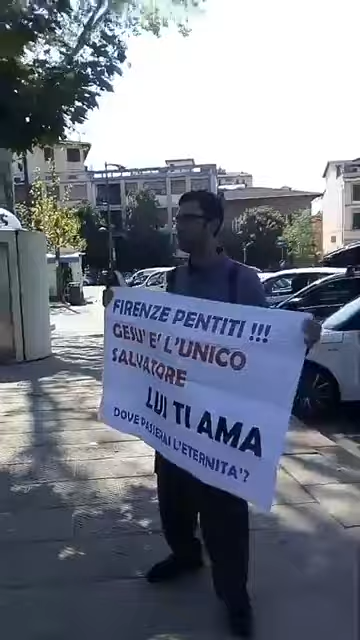 FIRENZE PENTITI !!!
GESU' E' L'UNICO
SALVATORE
LUI TI AMA
DOVE PASSERAI L'ETERNITA'?